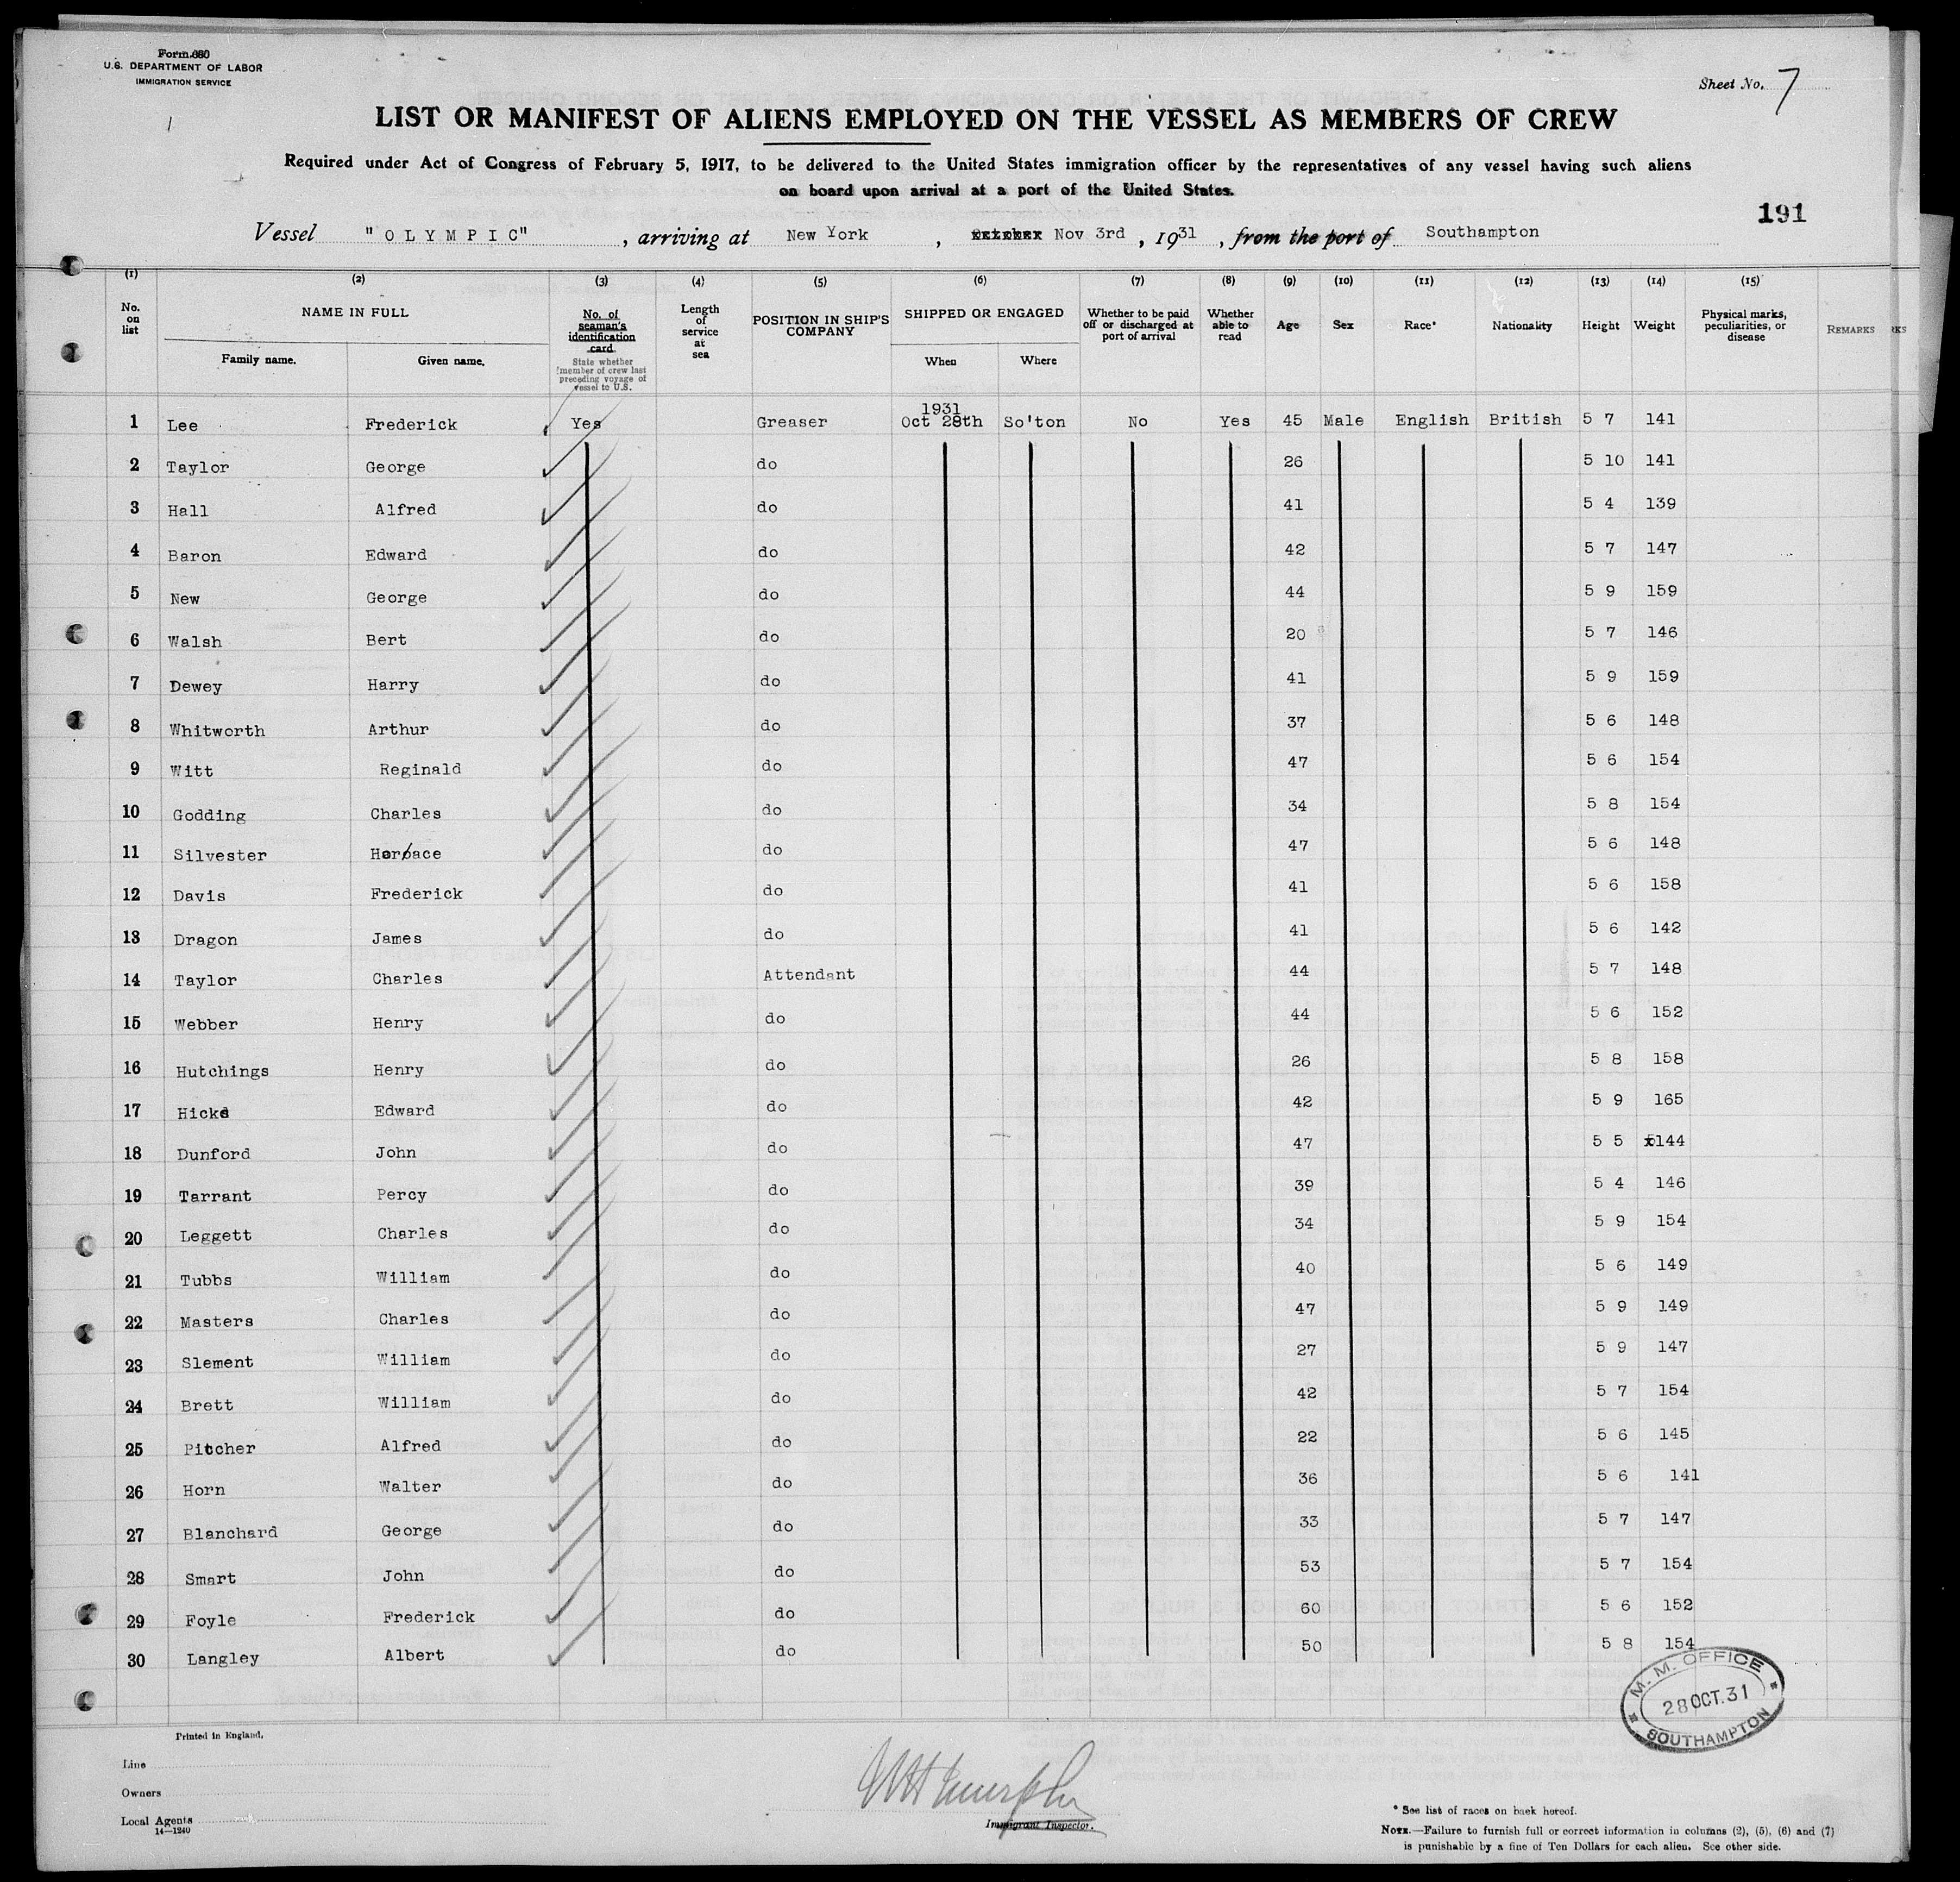 Form 680
U.S. DEPARTMENT OF LABOR
IMMIGRATION SERVICE
Sheet No. 7
LIST OR MANIFEST OF ALIENS EMPLOYED ON THE VESSEL AS MEMBERS OF CREW
Required under Act of Congress of February 5, 1917, to be delivered to the United States immigration officer by the representatives of any vessel having such aliens
on board upon arrival at a port of the United States.
191
Vessel "OLYMPIC", arriving at New York, Nov 3rd, 1931, from the port of Southampton
(1) (2) (3) (4) (5) (6) (7) (8) (9) (10) (11) (12) (13) (14) (15)
No. on list
NAME IN FULL
Family name. Given name.
No. of seaman's identification card
State whether member of crew last preceding voyage of vessel to U.S.
Length of service at sea
POSITION IN SHIP'S COMPANY
SHIPPED OR ENGAGED
When Where
Whether to be paid off or discharged at port of arrival
Whether able to read
Age
Sex
Race*
Nationality
Height
Weight
Physical marks, peculiarities, or disease
REMARKS
1931
1 Lee Frederick Yes Greaser Oct 28th So'ton No Yes 45 Male English British 5 7 141
2 Taylor George do 26 5 10 141
3 Hall Alfred do 41 5 4 139
4 Baron Edward do 42 5 7 147
5 New George do 44 5 9 159
6 Walsh Bert do 20 5 7 146
7 Dewey Harry do 41 5 9 159
8 Whitworth Arthur do 37 5 6 148
9 Witt Reginald do 47 5 6 154
10 Godding Charles do 34 5 8 154
11 Silvester Horace do 47 5 6 148
12 Davis Frederick do 41 5 6 158
13 Dragon James do 41 5 6 142
14 Taylor Charles Attendant 44 5 7 148
15 Webber Henry do 44 5 6 152
16 Hutchings Henry do 26 5 8 158
17 Hicks Edward do 42 5 9 165
18 Dunford John do 47 5 5 144
19 Tarrant Percy do 39 5 4 146
20 Leggett Charles do 34 5 9 154
21 Tubbs William do 40 5 6 149
22 Masters Charles do 47 5 9 149
23 Slement William do 27 5 9 147
24 Brett William do 42 5 7 154
25 Pitcher Alfred do 22 5 6 145
26 Horn Walter do 36 5 6 141
27 Blanchard George do 33 5 7 147
28 Smart John do 53 5 7 154
29 Foyle Frederick do 60 5 6 152
30 Langley Albert do 50 5 8 154
M. M. OFFICE
28 OCT. 31
SOUTHAMPTON
Printed in England.
Line
Owners
Local Agents
14—1240
Immigrant Inspector.
* See list of races on back hereof.
NOTE.—Failure to furnish full or correct information in columns (2), (5), (6) and (7)
is punishable by a fine of Ten Dollars for each alien. See other side.